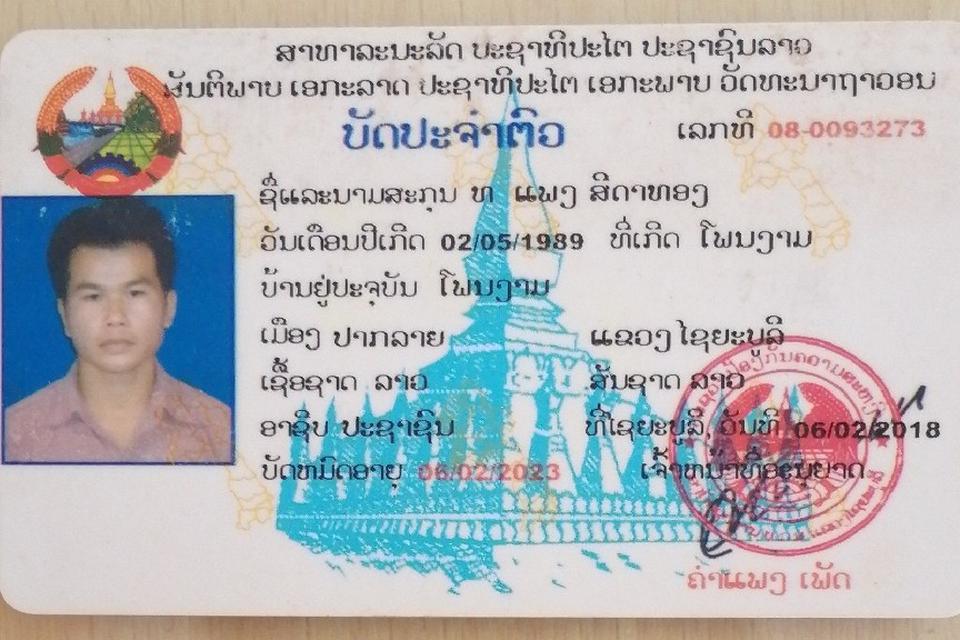 ສາທາລະນະລັດ ປະຊາທິປະໄຕ ປະຊາຊົນລາວ
ສັນຕິພາບ ເອກະລາດ ປະຊາທິປະໄຕ ເອກະພາບ ວັດທະນາຖາວອນ
ບັດປະຈຳຕົວ ເລກທີ 08-0093273
ຊື່ແລະນາມສະກຸນ ທ ແພງ ສີດາທອງ
ວັນເດືອນປີເກີດ 02/05/1989 ທີ່ເກີດ ໂພນງາມ
ບ້ານຢູ່ປະຈຸບັນ ໂພນງາມ
ເມືອງ ປາກລາຍ ແຂວງ ໄຊຍະບູລີ
ເຊື້ອຊາດ ລາວ ສັນຊາດ ລາວ
ອາຊີບ ປະຊາຊົນ ທີ່ໄຊຍະບູລີ, ວັນທີ 06/02/2018
ບັດຫມົດອາຍຸ 06/02/2023 ເຈົ້າຫນ້າທີ່ອະນຸຍາດ
ຄຳແພງ ເພັດ